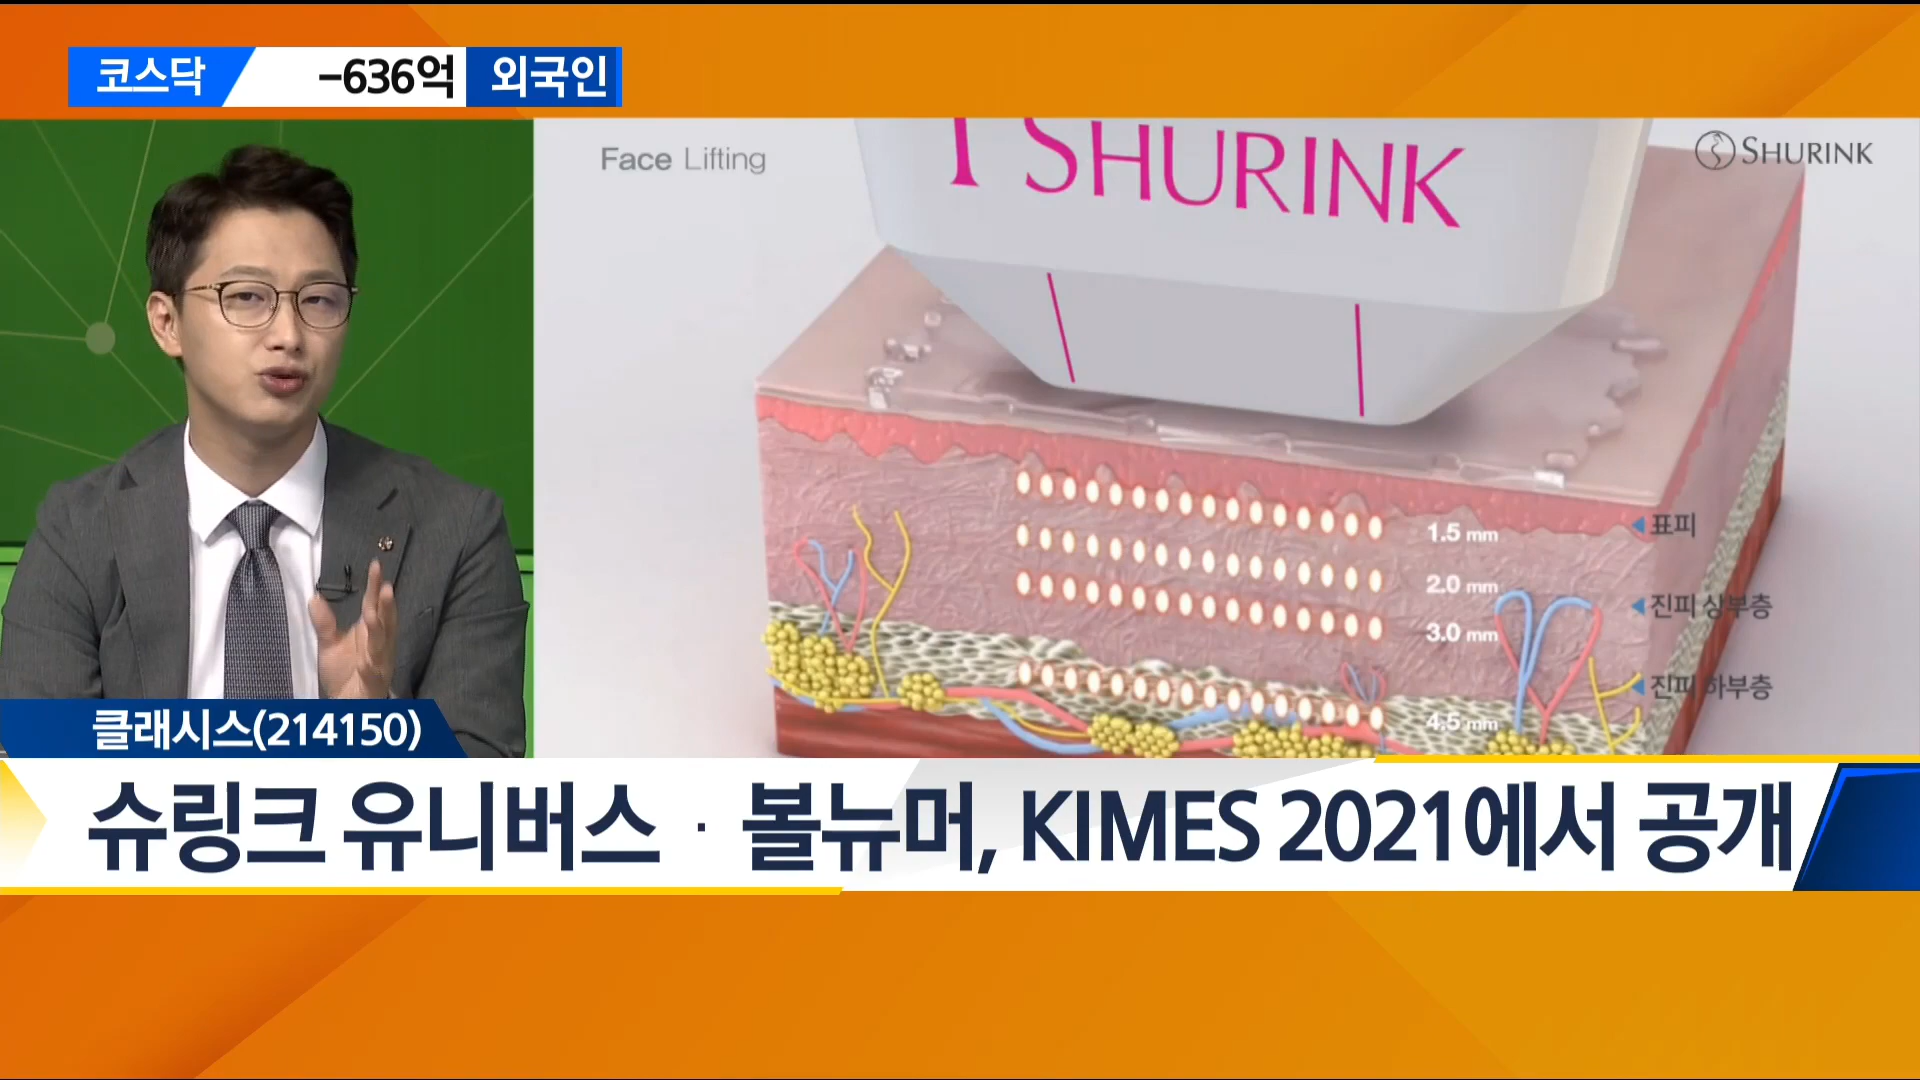 코스닥 -636억 외국인
Face Lifting
SHURINK
SHURINK
1.5 mm
표피
2.0 mm
진피 상부층
3.0 mm
진피 하부층
4.5 mm
클래시스(214150)
슈링크 유니버스 · 볼뉴머, KIMES 2021에서 공개